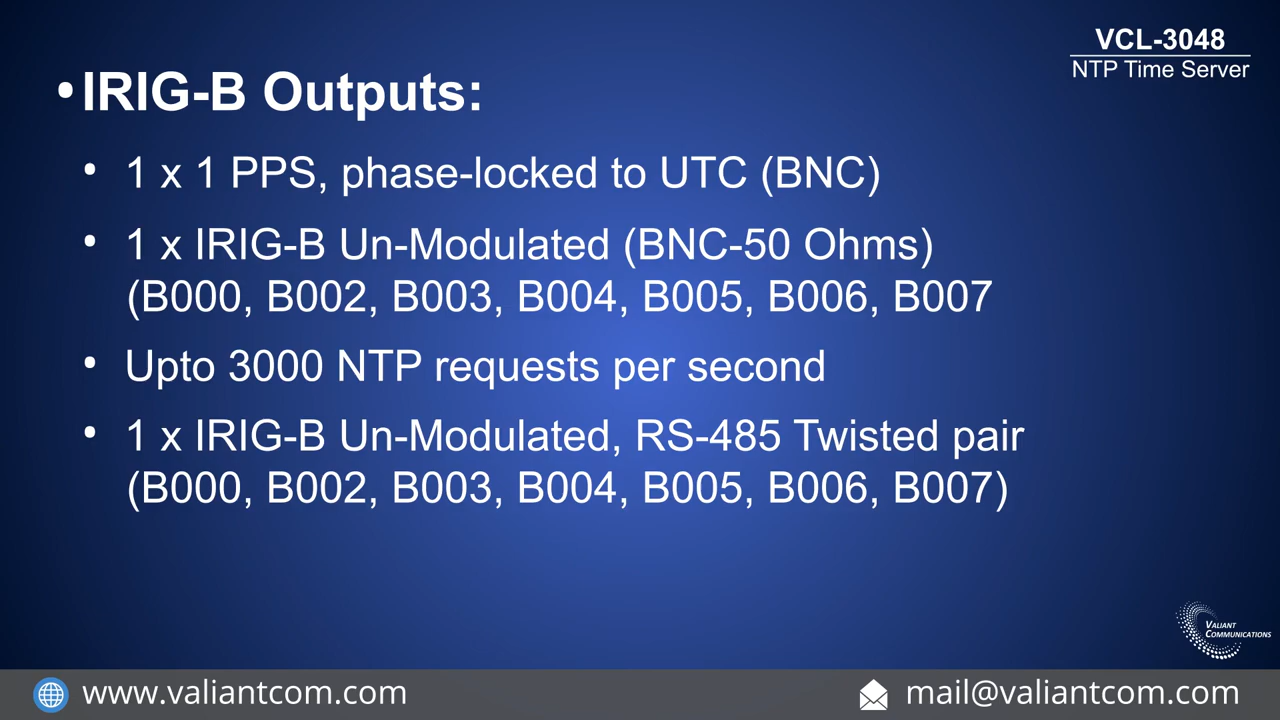 VCL-3048
NTP Time Server
• IRIG-B Outputs:
• 1 x 1 PPS, phase-locked to UTC (BNC)
• 1 x IRIG-B Un-Modulated (BNC-50 Ohms)
(B000, B002, B003, B004, B005, B006, B007
• Upto 3000 NTP requests per second
• 1 x IRIG-B Un-Modulated, RS-485 Twisted pair
(B000, B002, B003, B004, B005, B006, B007)
VALIANT
COMMUNICATIONS
www.valiantcom.com
mail@valiantcom.com